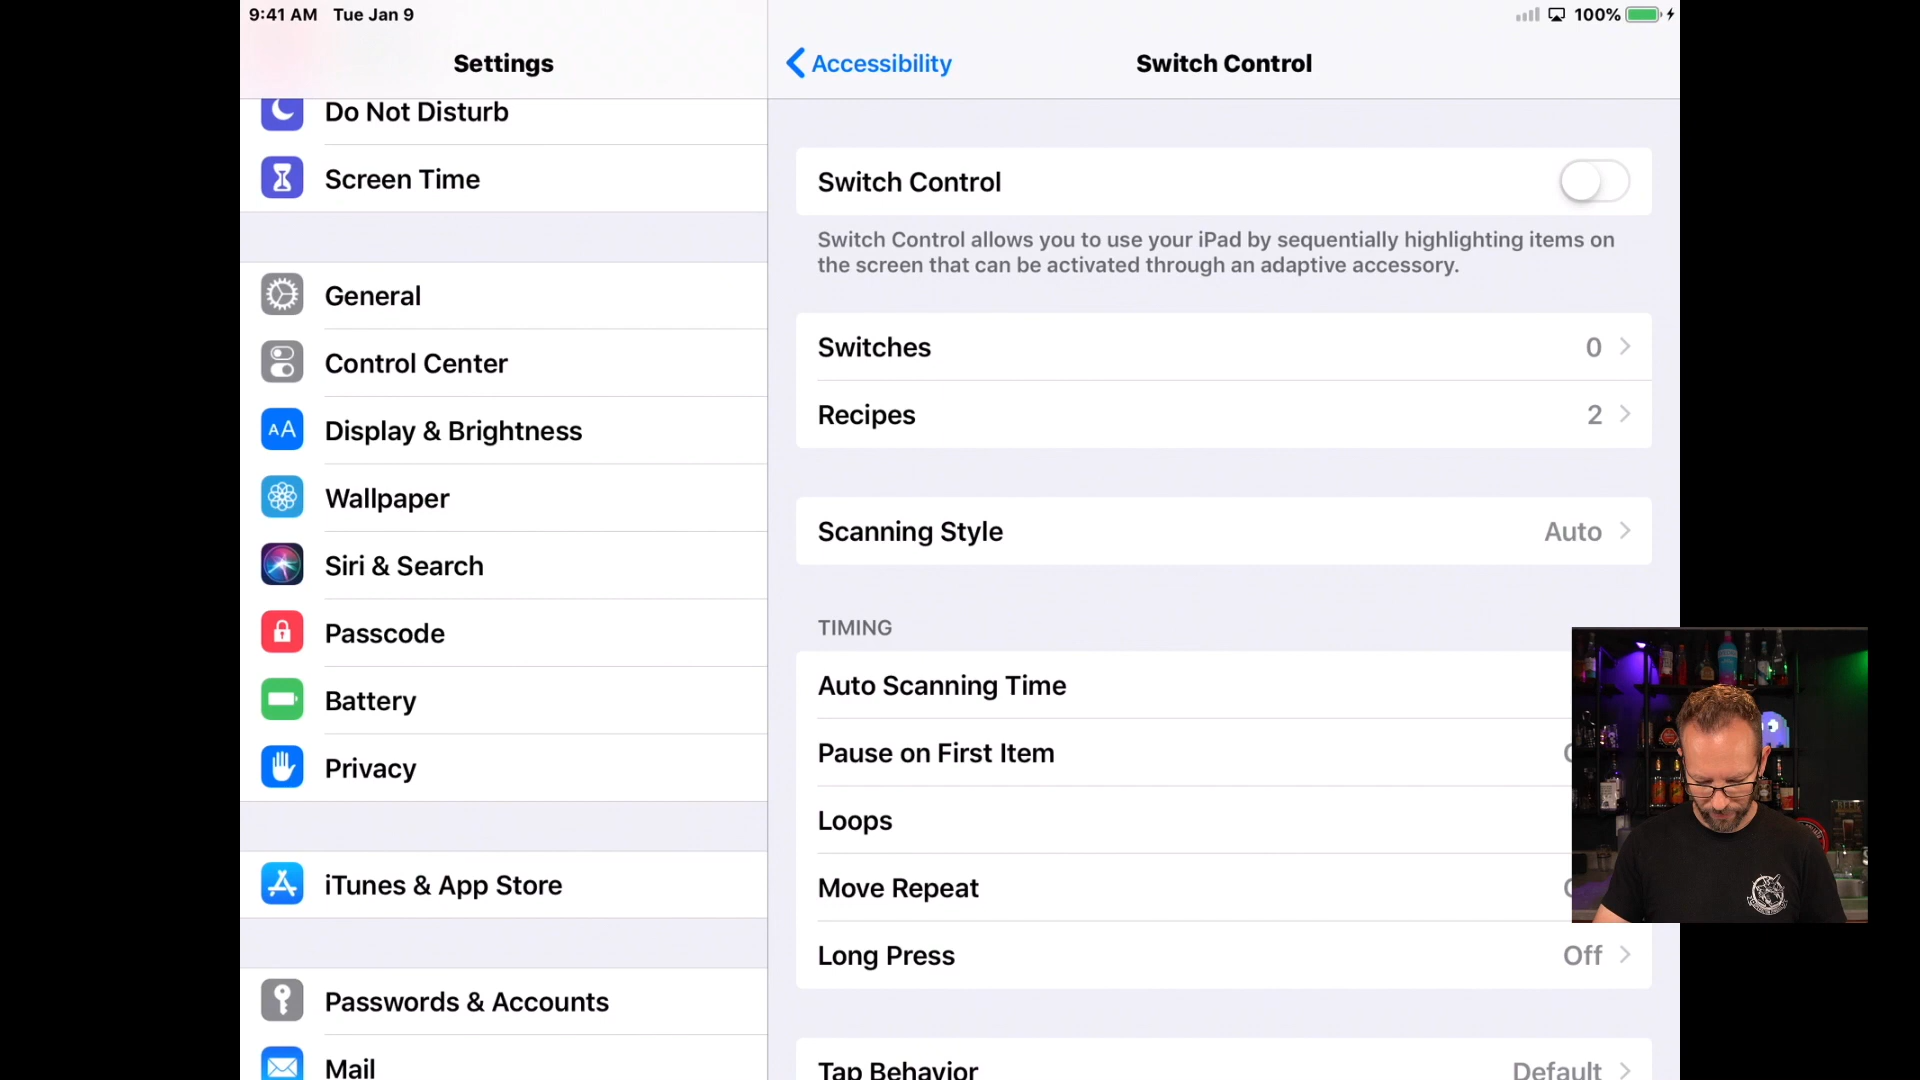 9:41 AM Tue Jan 9
100%
Settings
Accessibility
Switch Control
Do Not Disturb
Screen Time
General
Control Center
Display & Brightness
Wallpaper
Siri & Search
Passcode
Battery
Privacy
iTunes & App Store
Passwords & Accounts
Mail
Switch Control
Switch Control allows you to use your iPad by sequentially highlighting items on
the screen that can be activated through an adaptive accessory.
Switches 0
Recipes 2
Scanning Style Auto
TIMING
Auto Scanning Time
Pause on First Item
Loops
Move Repeat
Long Press Off
Tap Behavior Default